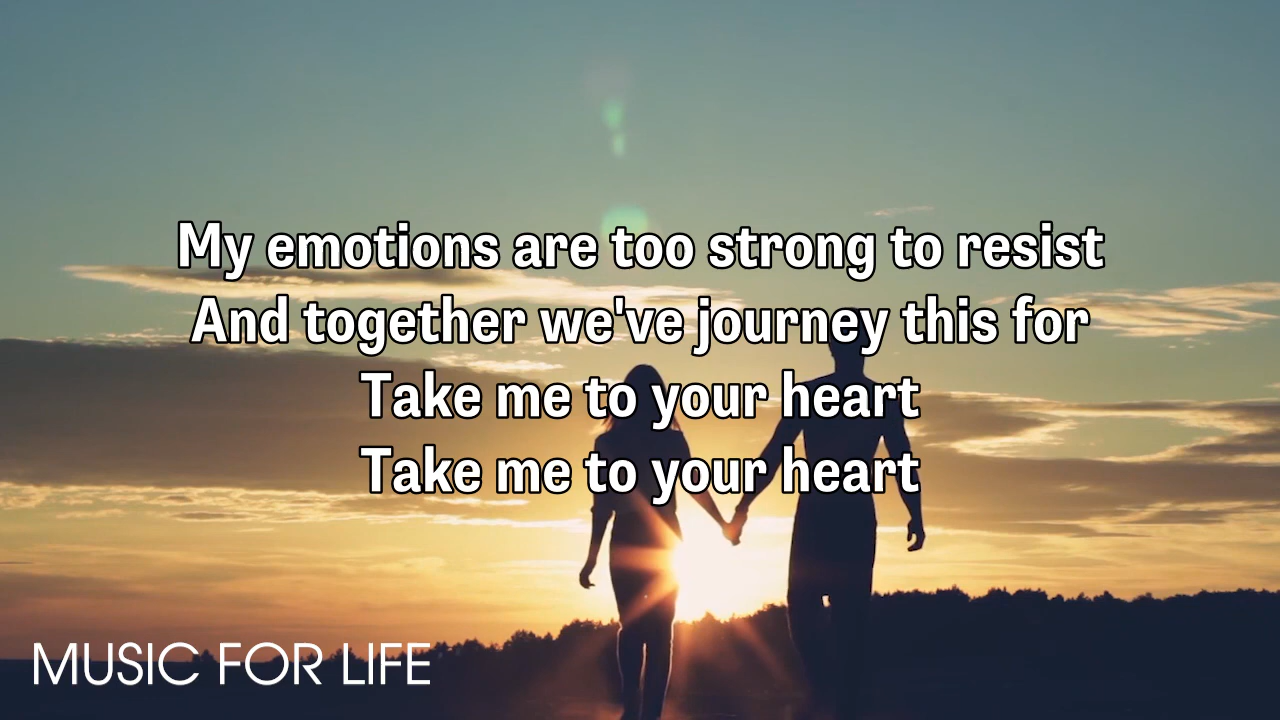 My emotions are too strong to resist
And together we've journey this for
Take me to your heart
Take me to your heart
MUSIC FOR LIFE